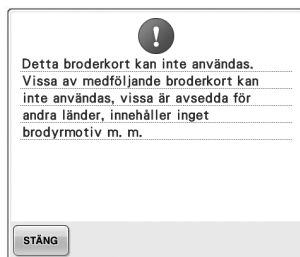 Detta broderkort kan inte användas.
Vissa av medföljande broderkort kan
inte användas, vissa är avsedda för
andra länder, innehåller inget
brodyrmotiv m. m.
STÄNG